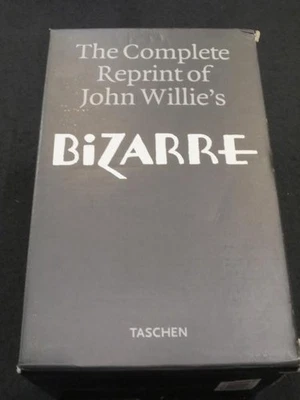 The Complete
Reprint of
John Willie's
BiZARRE
TASCHEN